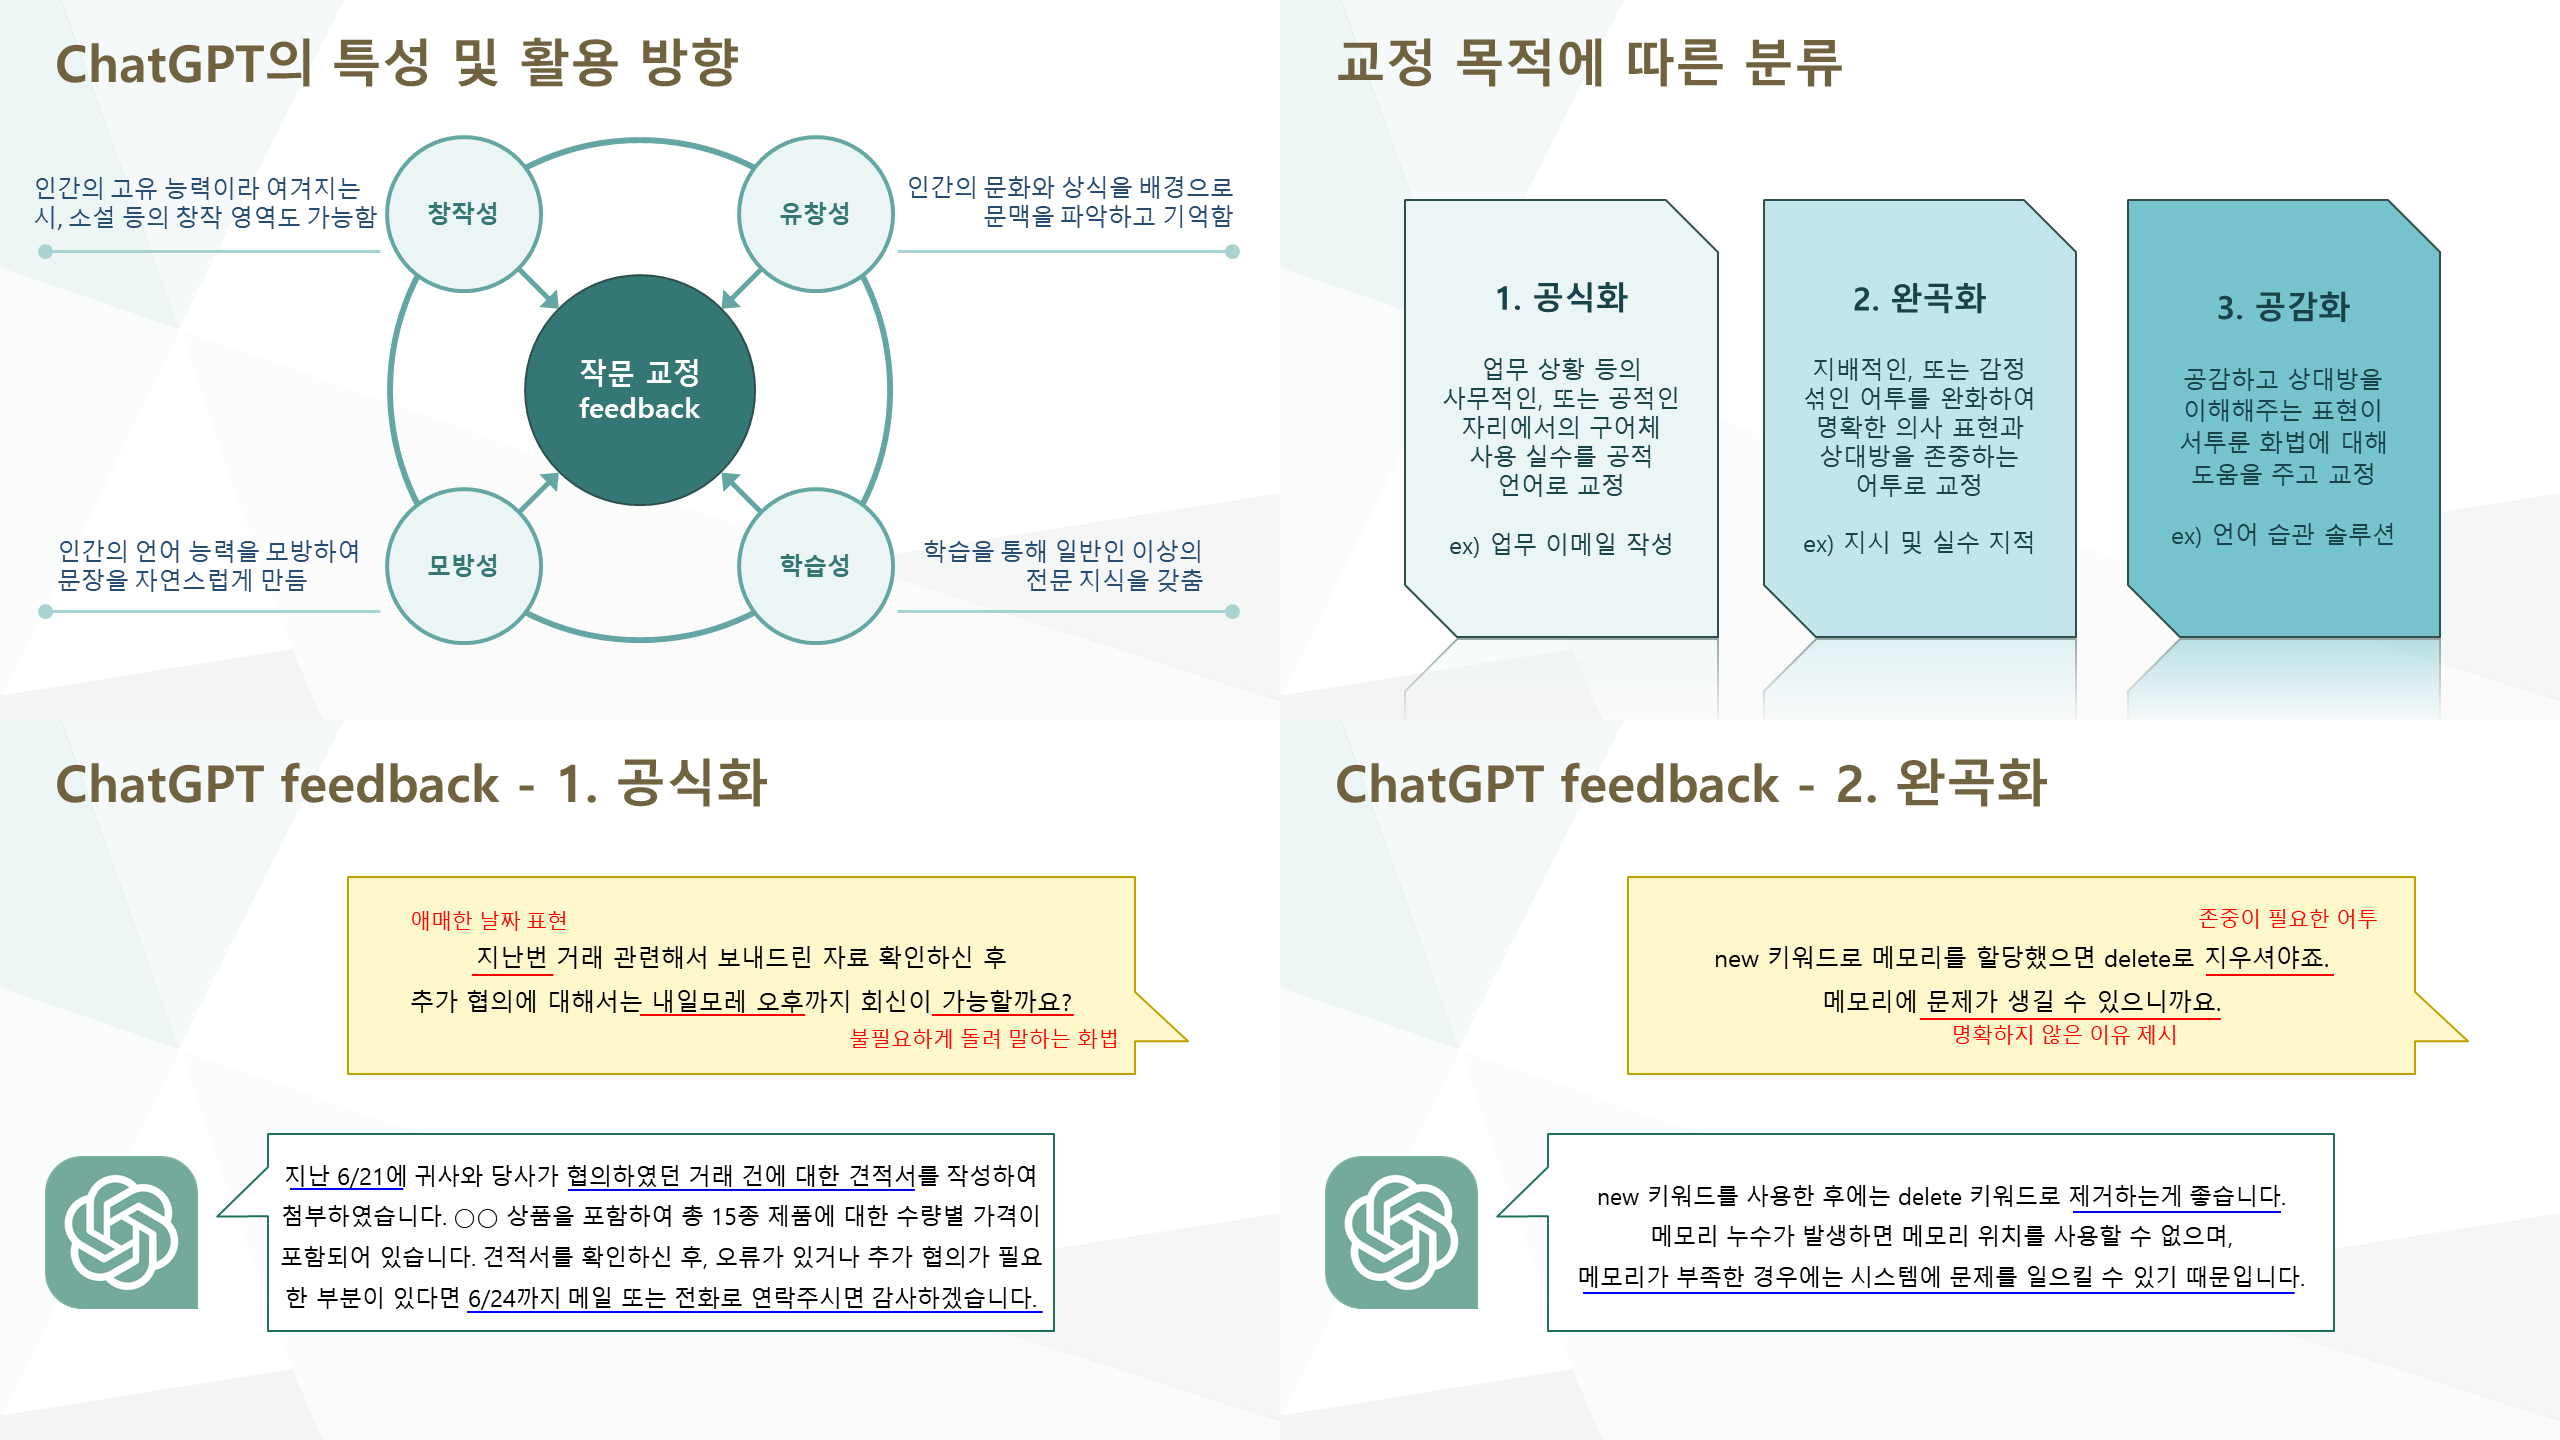 ChatGPT의 특성 및 활용 방향
인간의 고유 능력이라 여겨지는
시, 소설 등의 창작 영역도 가능함
창작성
유창성
인간의 문화와 상식을 배경으로
문맥을 파악하고 기억함
작문 교정
feedback
인간의 언어 능력을 모방하여
문장을 자연스럽게 만듬
모방성
학습성
학습을 통해 일반인 이상의
전문 지식을 갖춤
교정 목적에 따른 분류
1. 공식화
업무 상황 등의
사무적인, 또는 공적인
자리에서의 구어체
사용 실수를 공적
언어로 교정
ex) 업무 이메일 작성
2. 완곡화
지배적인, 또는 감정
섞인 어투를 완화하여
명확한 의사 표현과
상대방을 존중하는
어투로 교정
ex) 지시 및 실수 지적
3. 공감화
공감하고 상대방을
이해해주는 표현이
서투룬 화법에 대해
도움을 주고 교정
ex) 언어 습관 솔루션
ChatGPT feedback - 1. 공식화
애매한 날짜 표현
지난번 거래 관련해서 보내드린 자료 확인하신 후
추가 협의에 대해서는 내일모레 오후까지 회신이 가능할까요?
불필요하게 돌려 말하는 화법
지난 6/21에 귀사와 당사가 협의하였던 거래 건에 대한 견적서를 작성하여
첨부하였습니다. ○○ 상품을 포함하여 총 15종 제품에 대한 수량별 가격이
포함되어 있습니다. 견적서를 확인하신 후, 오류가 있거나 추가 협의가 필요
한 부분이 있다면 6/24까지 메일 또는 전화로 연락주시면 감사하겠습니다.
ChatGPT feedback - 2. 완곡화
존중이 필요한 어투
new 키워드로 메모리를 할당했으면 delete로 지우셔야죠.
메모리에 문제가 생길 수 있으니까요.
명확하지 않은 이유 제시
new 키워드를 사용한 후에는 delete 키워드로 제거하는게 좋습니다.
메모리 누수가 발생하면 메모리 위치를 사용할 수 없으며,
메모리가 부족한 경우에는 시스템에 문제를 일으킬 수 있기 때문입니다.